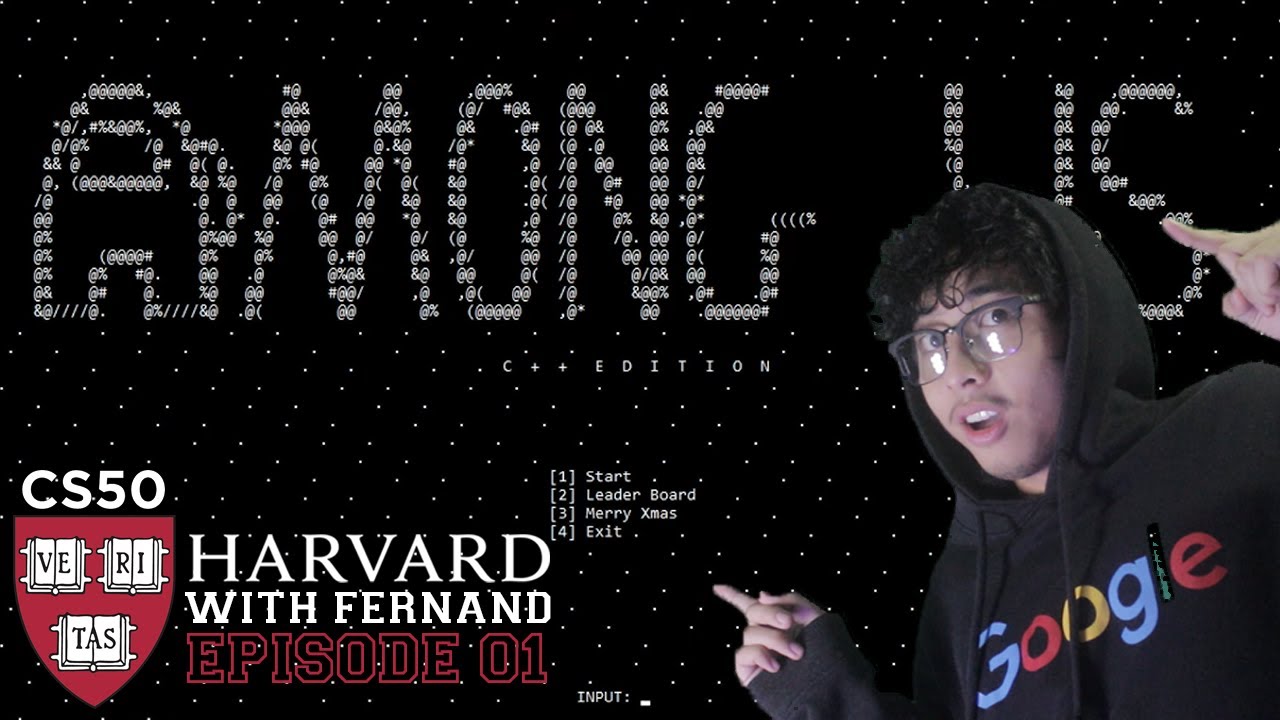 AMONG US
C + + E D I T I O N
[1] Start
[2] Leader Board
[3] Merry Xmas
[4] Exit
CS50
VE RI
TAS
HARVARD
WITH FERNAND
EPISODE 01
Google
INPUT: _